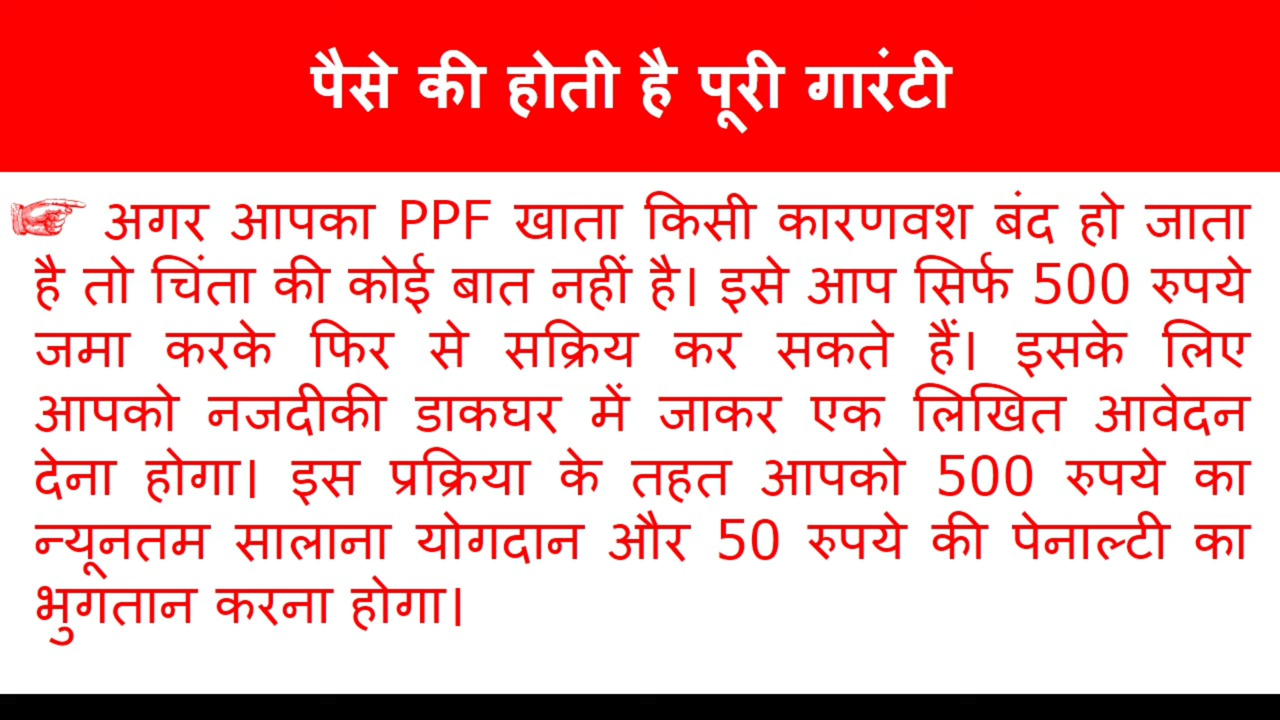 पैसे की होती है पूरी गारंटी
अगर आपका PPF खाता किसी कारणवश बंद हो जाता
है तो चिंता की कोई बात नहीं है। इसे आप सिर्फ 500 रुपये
जमा करके फिर से सक्रिय कर सकते हैं। इसके लिए
आपको नजदीकी डाकघर में जाकर एक लिखित आवेदन
देना होगा। इस प्रक्रिया के तहत आपको 500 रुपये का
न्यूनतम सालाना योगदान और 50 रुपये की पेनाल्टी का
भुगतान करना होगा।